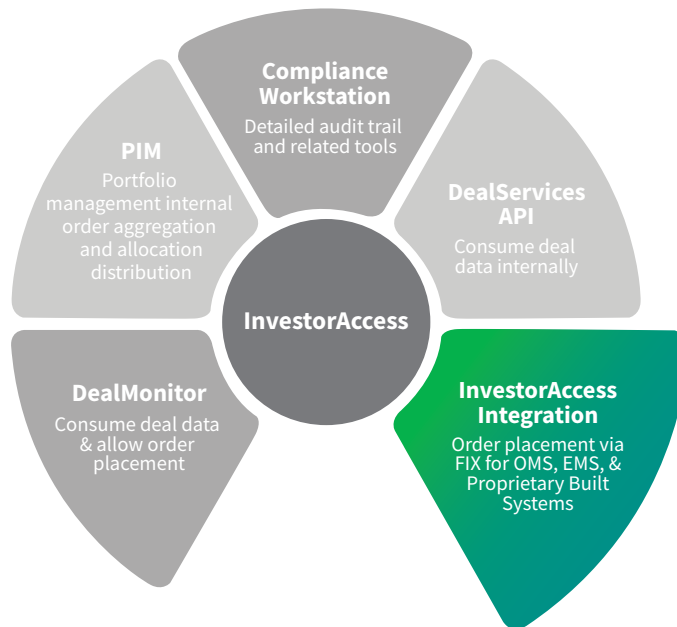 Compliance
Workstation
Detailed audit trail
and related tools
PIM
Portfolio
management internal
order aggregation
and allocation
distribution
DealServices
API
Consume deal
data internally
InvestorAccess
DealMonitor
Consume deal data
& allow order
placement
InvestorAccess
Integration
Order placement via
FIX for OMS, EMS, &
Proprietary Built
Systems